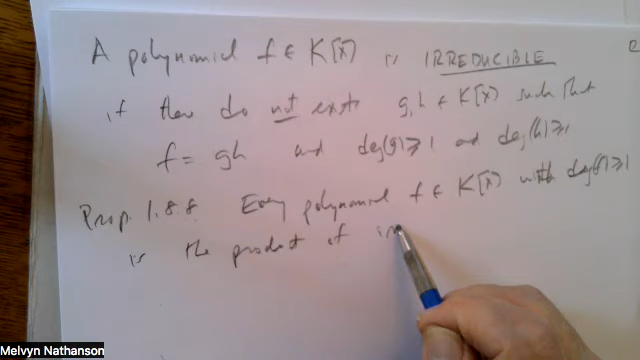 A polynomial f ∈ K[x] is IRREDUCIBLE
if there do not exist g, h ∈ K[x] such that
f = gh and deg(g) ≥ 1 and deg(h) ≥ 1
Prop. 1.8.8. Every polynomial f ∈ K[x] with deg(f) ≥ 1
is the product of
Melvyn Nathanson